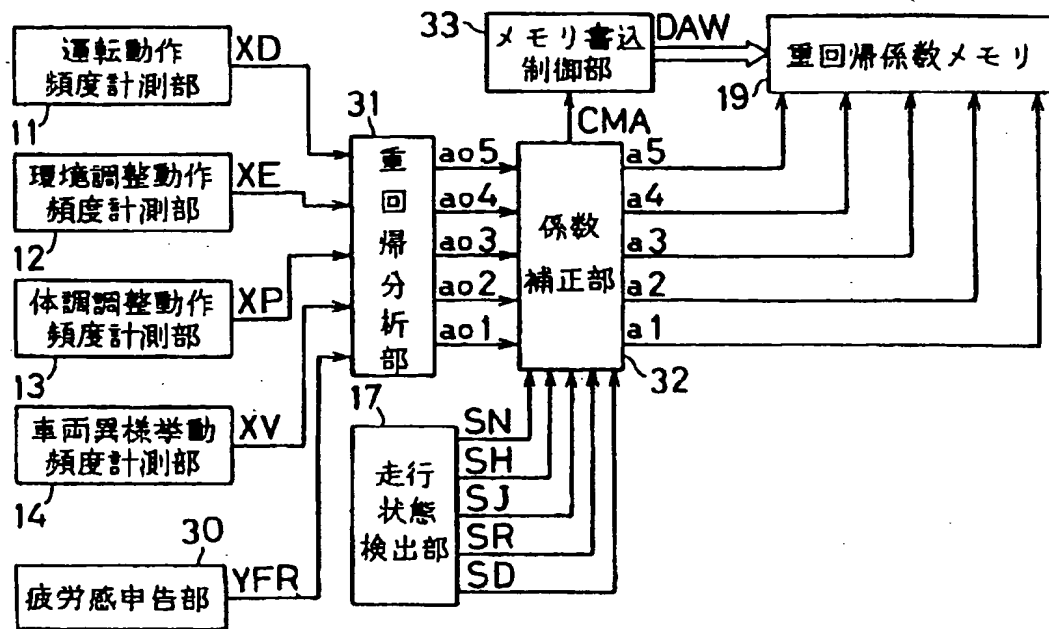 運転動作
頻度計測部
XD
11
環境調整動作
頻度計測部
XE
12
体調調整動作
頻度計測部
XP
13
車両異様挙動
頻度計測部
XV
14
疲労感申告部
30
YFR
31
重回帰分析部
ao5
ao4
ao3
ao2
ao1
17
走行
状態
検出部
SN
SH
SJ
SR
SD
係数
補正部
32
CMA
33
メモリ書込
制御部
DAW
重回帰係数メモリ
19
a5
a4
a3
a2
a1